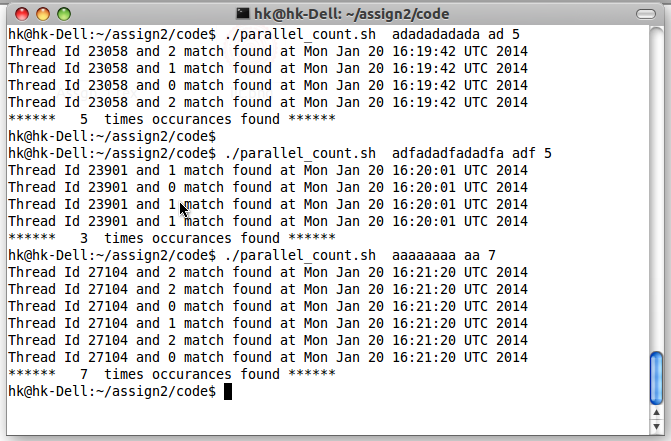 hk@hk-Dell: ~/assign2/code
hk@hk-Dell:~/assign2/code$ ./parallel_count.sh  adadadadada ad 5
Thread Id 23058 and 2 match found at Mon Jan 20 16:19:42 UTC 2014
Thread Id 23058 and 1 match found at Mon Jan 20 16:19:42 UTC 2014
Thread Id 23058 and 0 match found at Mon Jan 20 16:19:42 UTC 2014
Thread Id 23058 and 2 match found at Mon Jan 20 16:19:42 UTC 2014
******   5  times occurances found ******
hk@hk-Dell:~/assign2/code$
hk@hk-Dell:~/assign2/code$ ./parallel_count.sh  adfadadfadadfa adf 5
Thread Id 23901 and 1 match found at Mon Jan 20 16:20:01 UTC 2014
Thread Id 23901 and 0 match found at Mon Jan 20 16:20:01 UTC 2014
Thread Id 23901 and 1 match found at Mon Jan 20 16:20:01 UTC 2014
Thread Id 23901 and 1 match found at Mon Jan 20 16:20:01 UTC 2014
******   3  times occurances found ******
hk@hk-Dell:~/assign2/code$ ./parallel_count.sh  aaaaaaaa aa 7
Thread Id 27104 and 2 match found at Mon Jan 20 16:21:20 UTC 2014
Thread Id 27104 and 2 match found at Mon Jan 20 16:21:20 UTC 2014
Thread Id 27104 and 0 match found at Mon Jan 20 16:21:20 UTC 2014
Thread Id 27104 and 1 match found at Mon Jan 20 16:21:20 UTC 2014
Thread Id 27104 and 2 match found at Mon Jan 20 16:21:20 UTC 2014
Thread Id 27104 and 0 match found at Mon Jan 20 16:21:20 UTC 2014
******   7  times occurances found ******
hk@hk-Dell:~/assign2/code$